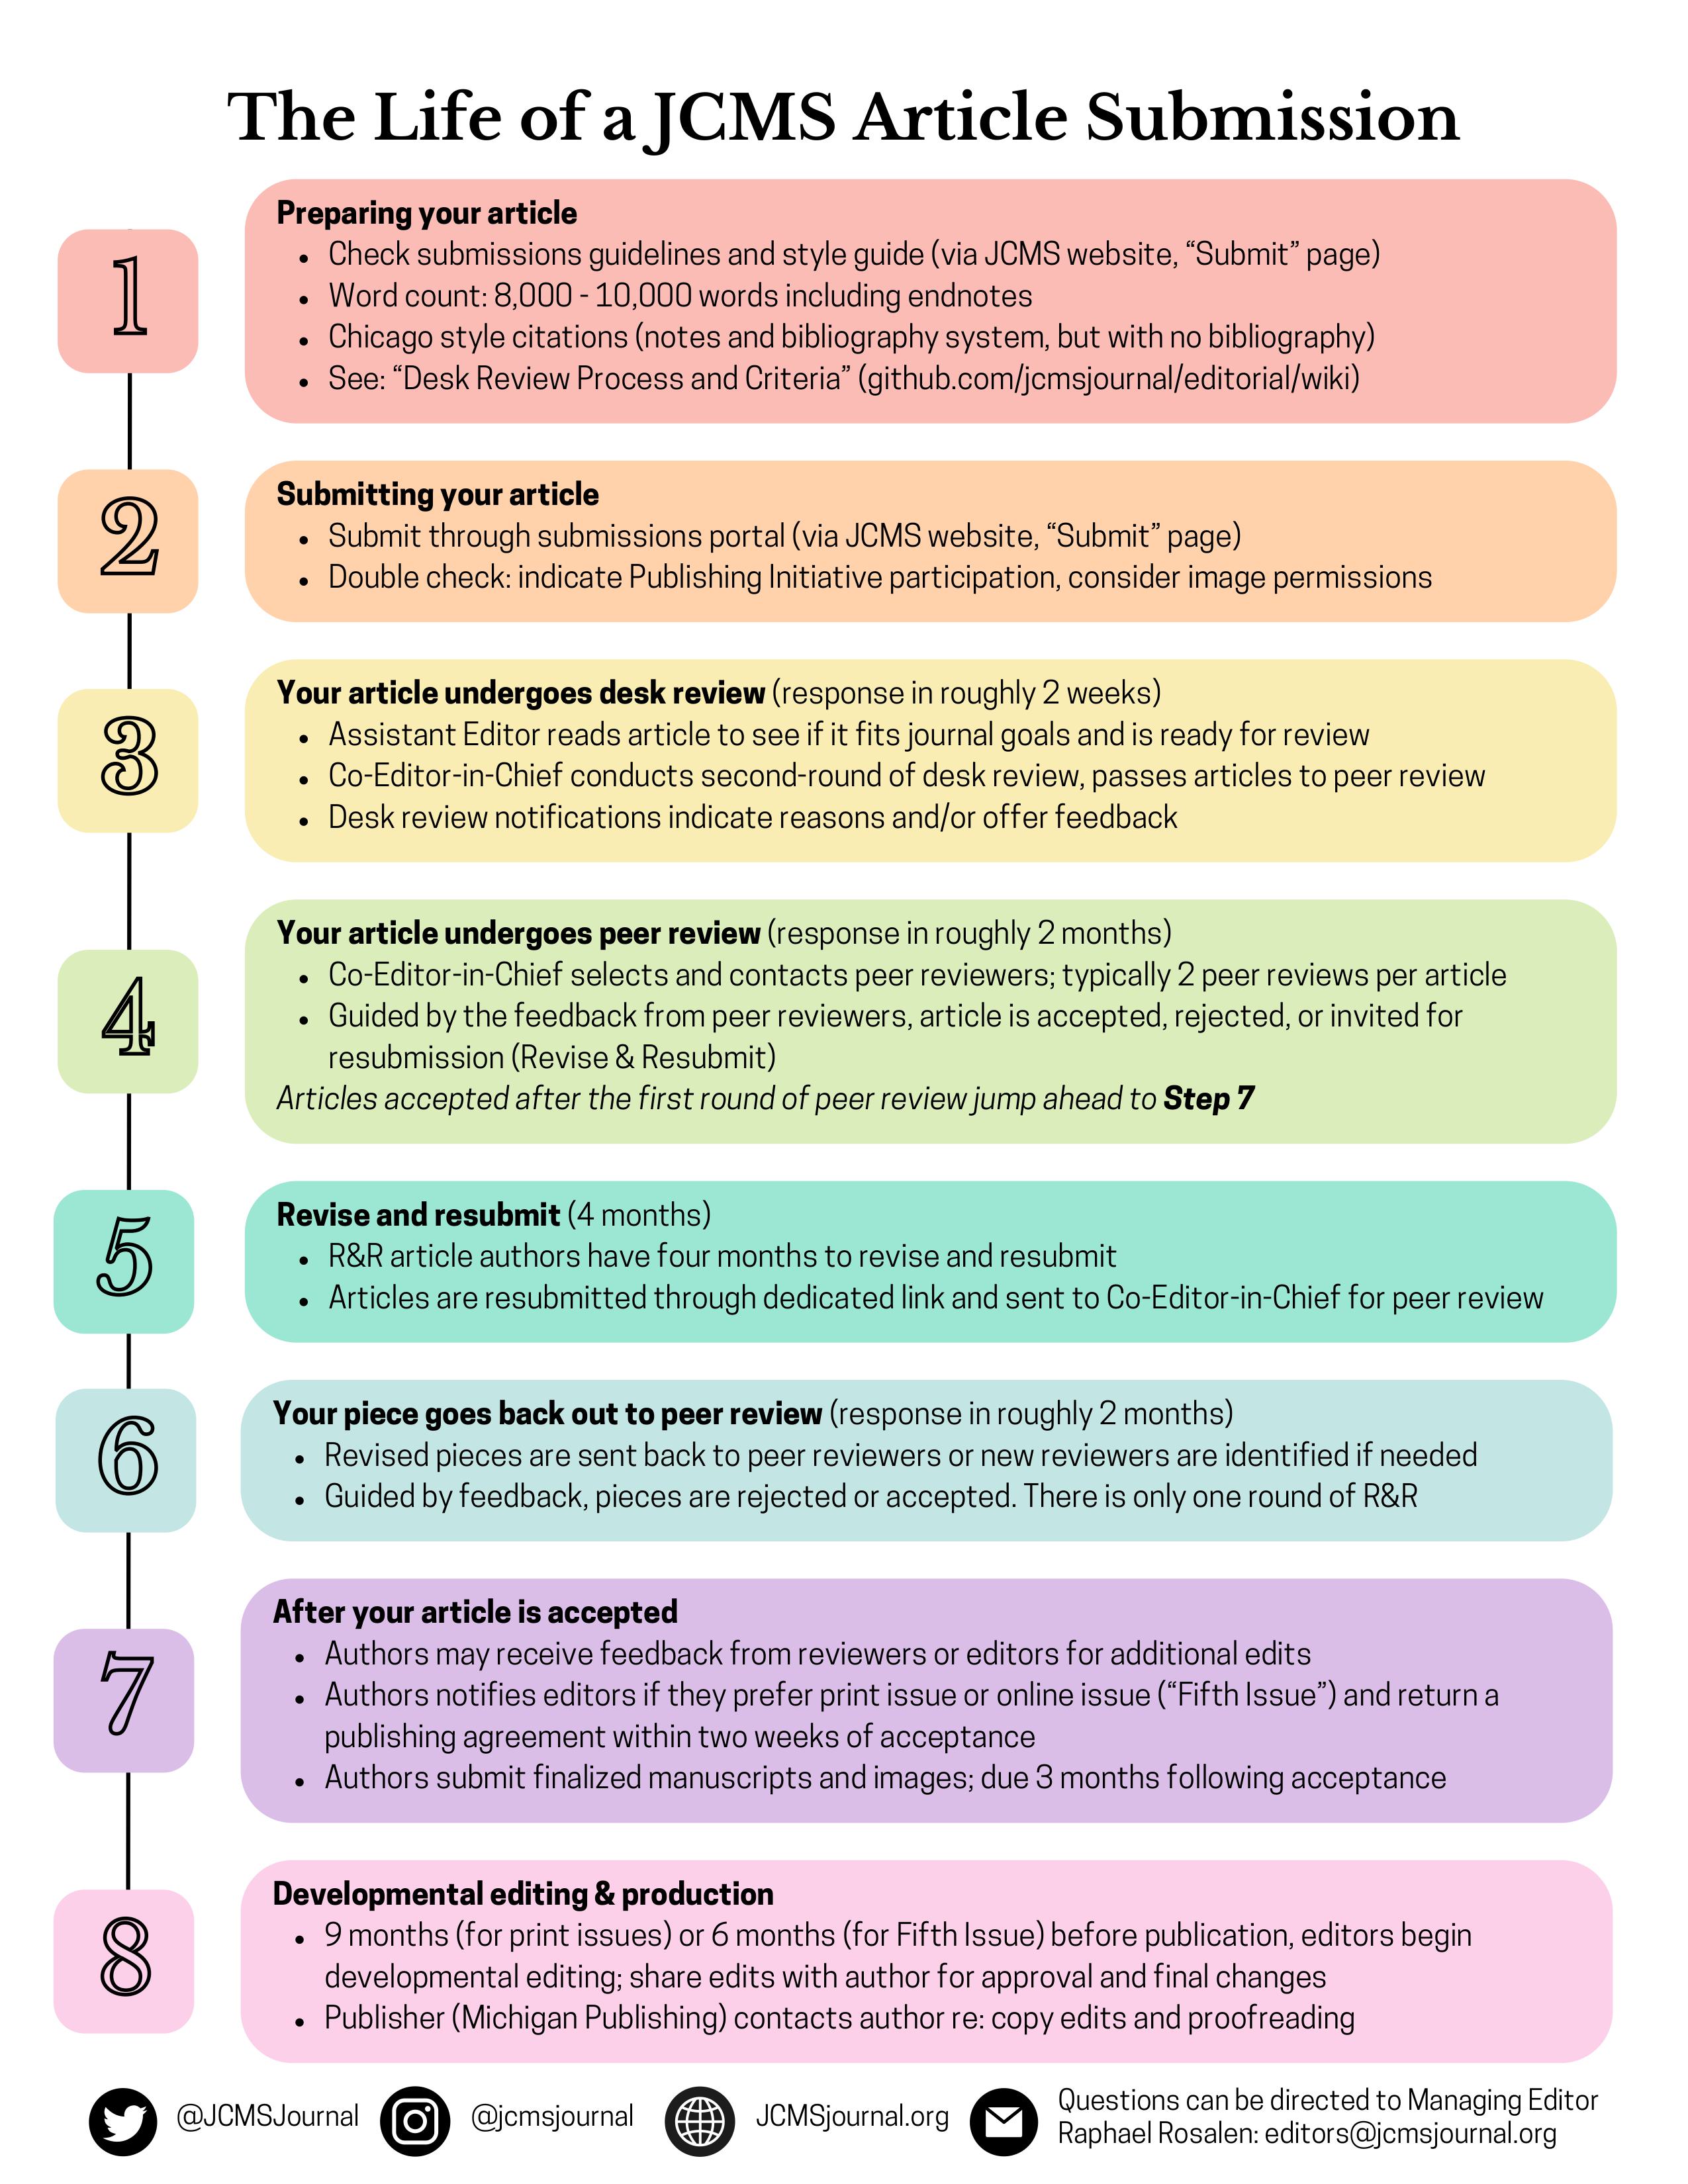 The Life of a JCMS Article Submission
1
Preparing your article
• Check submissions guidelines and style guide (via JCMS website, “Submit” page)
• Word count: 8,000 - 10,000 words including endnotes
• Chicago style citations (notes and bibliography system, but with no bibliography)
• See: “Desk Review Process and Criteria” (github.com/jcmsjournal/editorial/wiki)
2
Submitting your article
• Submit through submissions portal (via JCMS website, “Submit” page)
• Double check: indicate Publishing Initiative participation, consider image permissions
3
Your article undergoes desk review (response in roughly 2 weeks)
• Assistant Editor reads article to see if it fits journal goals and is ready for review
• Co-Editor-in-Chief conducts second-round of desk review, passes articles to peer review
• Desk review notifications indicate reasons and/or offer feedback
4
Your article undergoes peer review (response in roughly 2 months)
• Co-Editor-in-Chief selects and contacts peer reviewers; typically 2 peer reviews per article
• Guided by the feedback from peer reviewers, article is accepted, rejected, or invited for
resubmission (Revise & Resubmit)
Articles accepted after the first round of peer review jump ahead to Step 7
5
Revise and resubmit (4 months)
• R&R article authors have four months to revise and resubmit
• Articles are resubmitted through dedicated link and sent to Co-Editor-in-Chief for peer review
6
Your piece goes back out to peer review (response in roughly 2 months)
• Revised pieces are sent back to peer reviewers or new reviewers are identified if needed
• Guided by feedback, pieces are rejected or accepted. There is only one round of R&R
7
After your article is accepted
• Authors may receive feedback from reviewers or editors for additional edits
• Authors notifies editors if they prefer print issue or online issue (“Fifth Issue”) and return a
publishing agreement within two weeks of acceptance
• Authors submit finalized manuscripts and images; due 3 months following acceptance
8
Developmental editing & production
• 9 months (for print issues) or 6 months (for Fifth Issue) before publication, editors begin
developmental editing; share edits with author for approval and final changes
• Publisher (Michigan Publishing) contacts author re: copy edits and proofreading
@JCMSJournal
@jcmsjournal
JCMSjournal.org
Questions can be directed to Managing Editor
Raphael Rosalen: editors@jcmsjournal.org